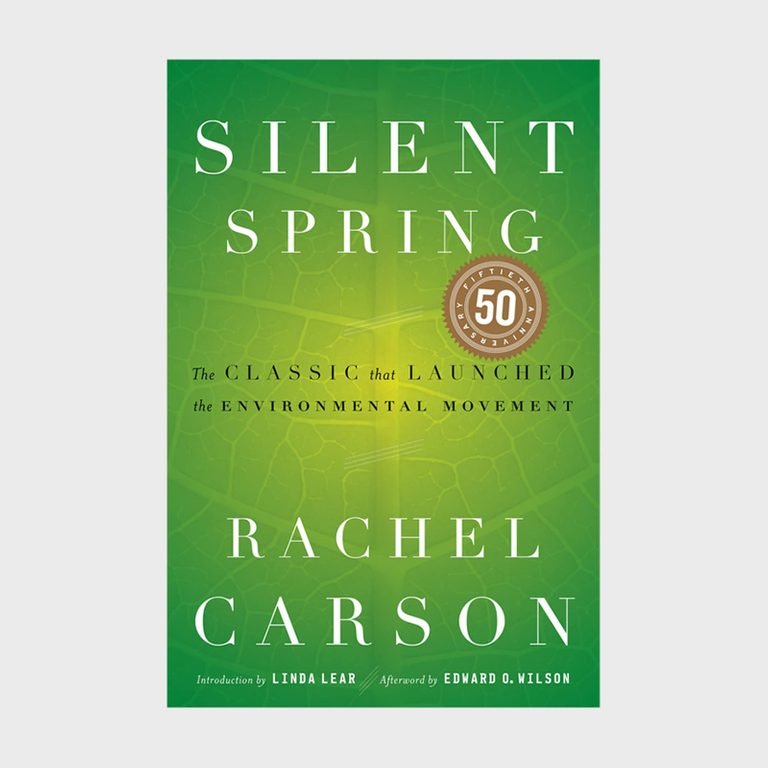 SILENT
SPRING
FIFTIETH
50
ANNIVERSARY
The CLASSIC that LAUNCHED
the ENVIRONMENTAL MOVEMENT
RACHEL
CARSON
Introduction by LINDA LEAR Afterword by EDWARD O. WILSON